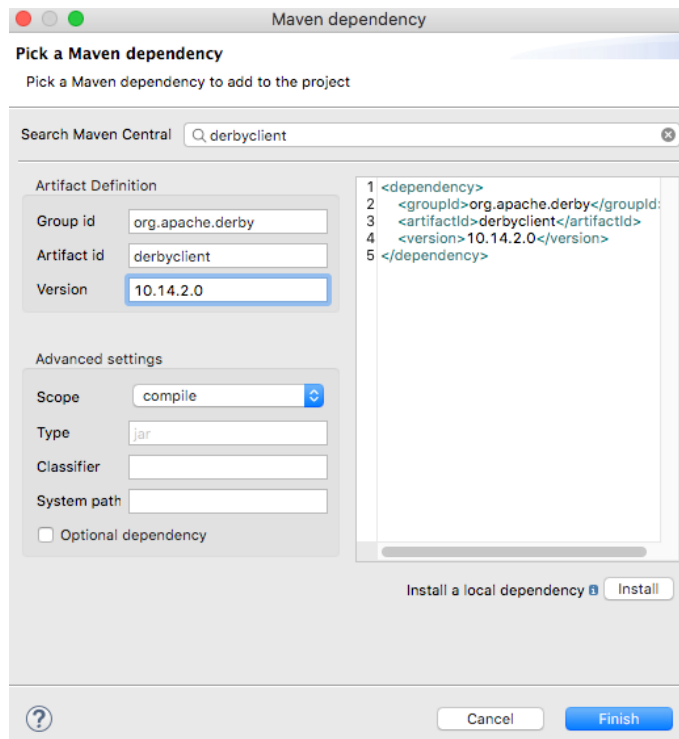 Maven dependency
Pick a Maven dependency
Pick a Maven dependency to add to the project
Search Maven Central derbyclient
Artifact Definition
Group id org.apache.derby
Artifact id derbyclient
Version 10.14.2.0
Advanced settings
Scope compile
Type jar
Classifier
System path
Optional dependency
1 <dependency>
2 <groupId>org.apache.derby</groupId:
3 <artifactId>derbyclient</artifactId>
4 <version>10.14.2.0</version>
5 </dependency>
Install a local dependency Install
? Cancel Finish